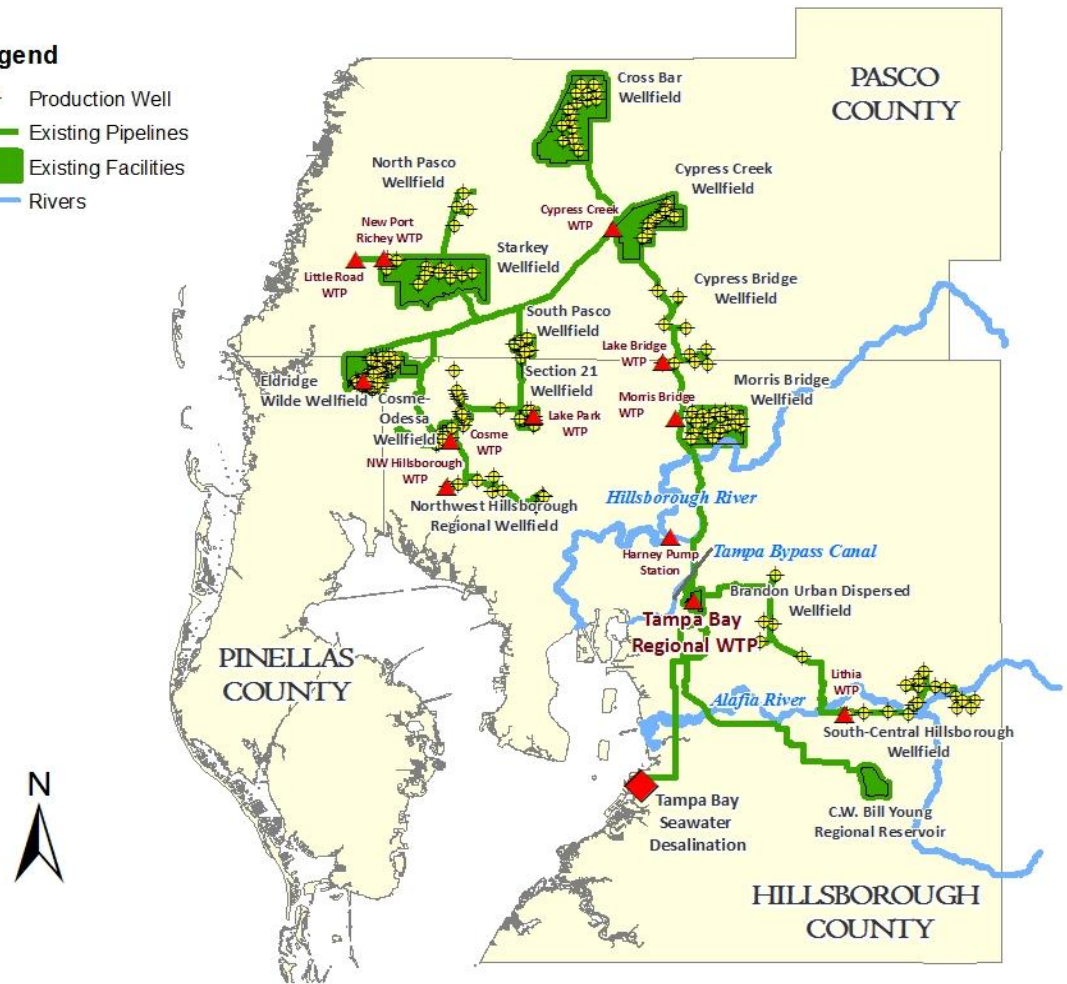 gend
Production Well
Existing Pipelines
Existing Facilities
Rivers
PASCO
COUNTY
Cross Bar
Wellfield
North Pasco
Wellfield
Cypress Creek
Wellfield
Cypress Creek
WTP
New Port
Richey WTP
Starkey
Wellfield
Little Road
WTP
Cypress Bridge
Wellfield
South Pasco
Wellfield
Lake Bridge
WTP
Eldridge
Wilde Wellfield
Section 21
Wellfield
Morris Bridge
Wellfield
Cosme-
Odessa
Wellfield
Morris Bridge
WTP
Lake Park
WTP
Cosme
WTP
NW Hillsborough
WTP
Northwest Hillsborough
Regional Wellfield
Hillsborough River
Harney Pump
Station
Tampa Bypass Canal
Brandon Urban Dispersed
Wellfield
Tampa Bay
Regional WTP
PINELLAS
COUNTY
Lithia
WTP
Alafia River
South-Central Hillsborough
Wellfield
N
Tampa Bay
Seawater
Desalination
C.W. Bill Young
Regional Reservoir
HILLSBOROUGH
COUNTY